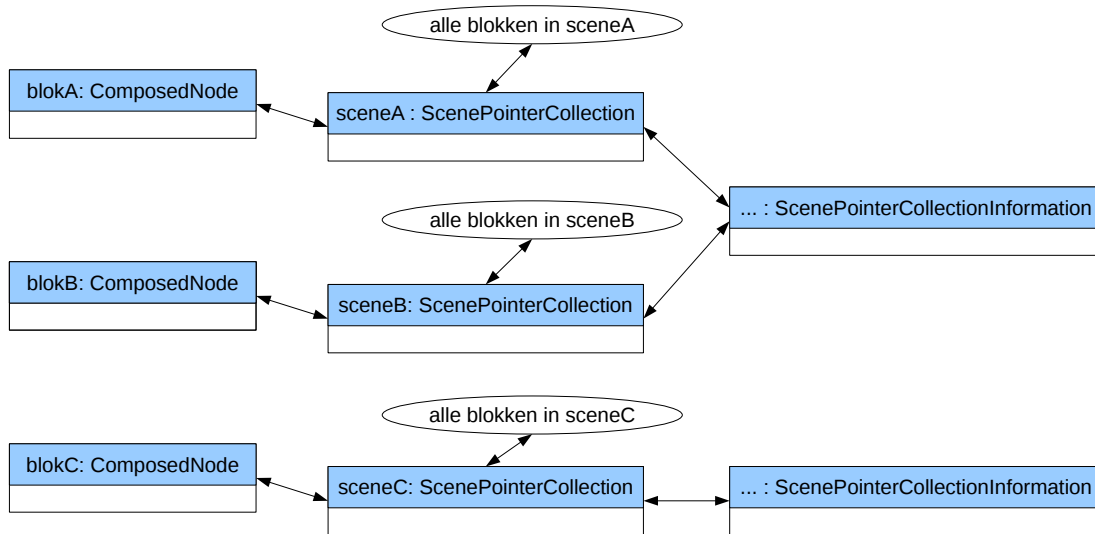 alle blokken in sceneA
blokA: ComposedNode
sceneA : ScenePointerCollection
... : ScenePointerCollectionInformation
alle blokken in sceneB
blokB: ComposedNode
sceneB: ScenePointerCollection
alle blokken in sceneC
blokC: ComposedNode
sceneC: ScenePointerCollection
... : ScenePointerCollectionInformation